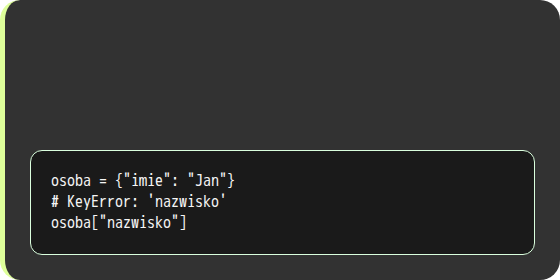 osoba = {"imie": "Jan"}
# KeyError: 'nazwisko'
osoba["nazwisko"]